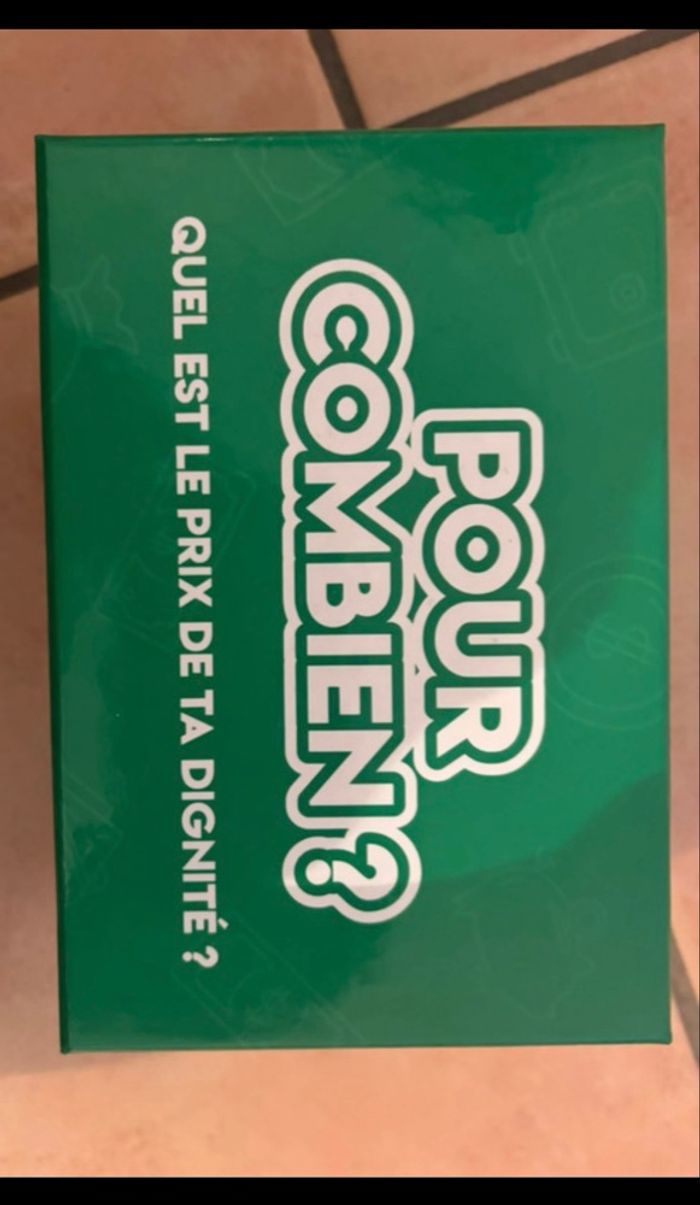 POUR
COMBIEN ?
QUEL EST LE PRIX DE TA DIGNITÉ ?